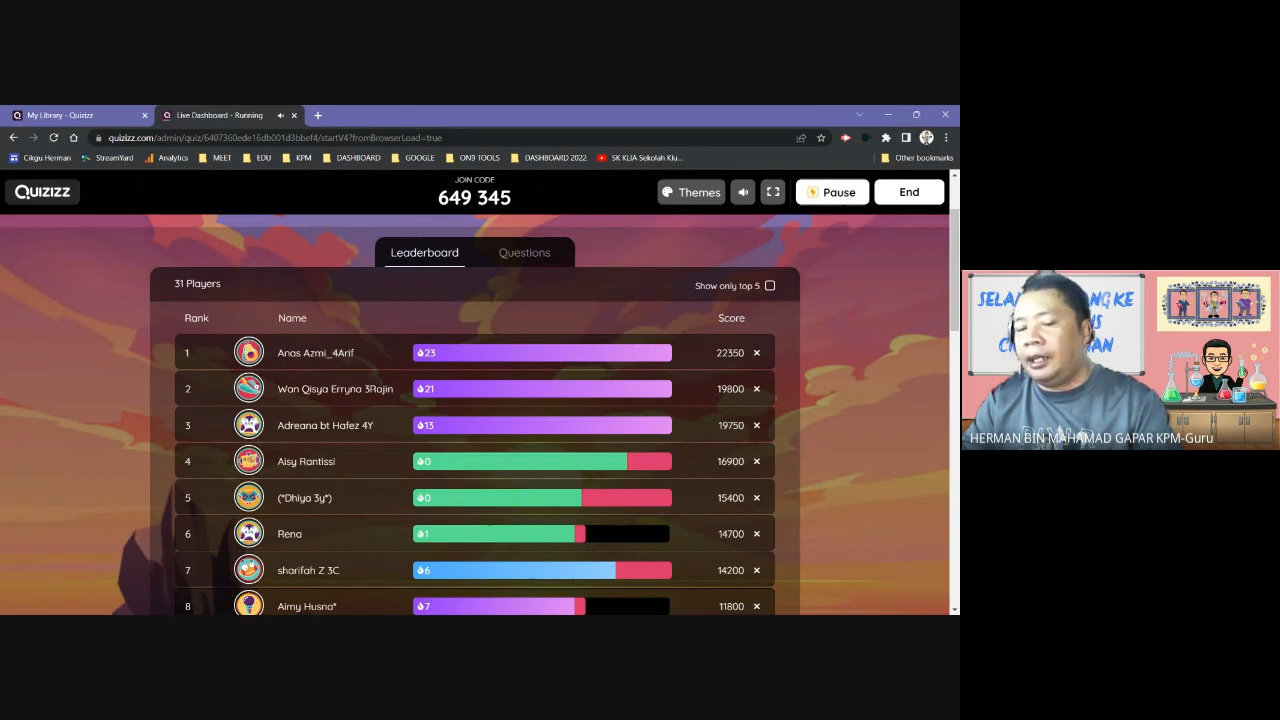 My Library - Quizizz
Live Dashboard - Running
quizizz.com/admin/quiz/6407360ede16db001d3bbef4/startV4?fromBrowserLoad=true
Cikgu Herman StreamYard Analytics MEET EDU KPM DASHBOARD GOOGLE ON9 TOOLS DASHBOARD 2022 SK KLIA Sekolah Klu... Other bookmarks
QUIZIZZ
JOIN CODE
649 345
Themes
Pause
End
Leaderboard Questions
31 Players
Show only top 5
Rank Name Score
1 Anas Azmi_4Arif 23 22350
2 Wan Qisya Erryna 3Rajin 21 19800
3 Adreana bt Hafez 4Y 13 19750
4 Aisy Rantissi 0 16900
5 (*Dhiya 3y*) 0 15400
6 Rena 1 14700
7 sharifah Z 3C 6 14200
8 Aimy Husna* 7 11800
SELA NG KE
HERMAN BIN MAHAMAD GAPAR KPM-Guru